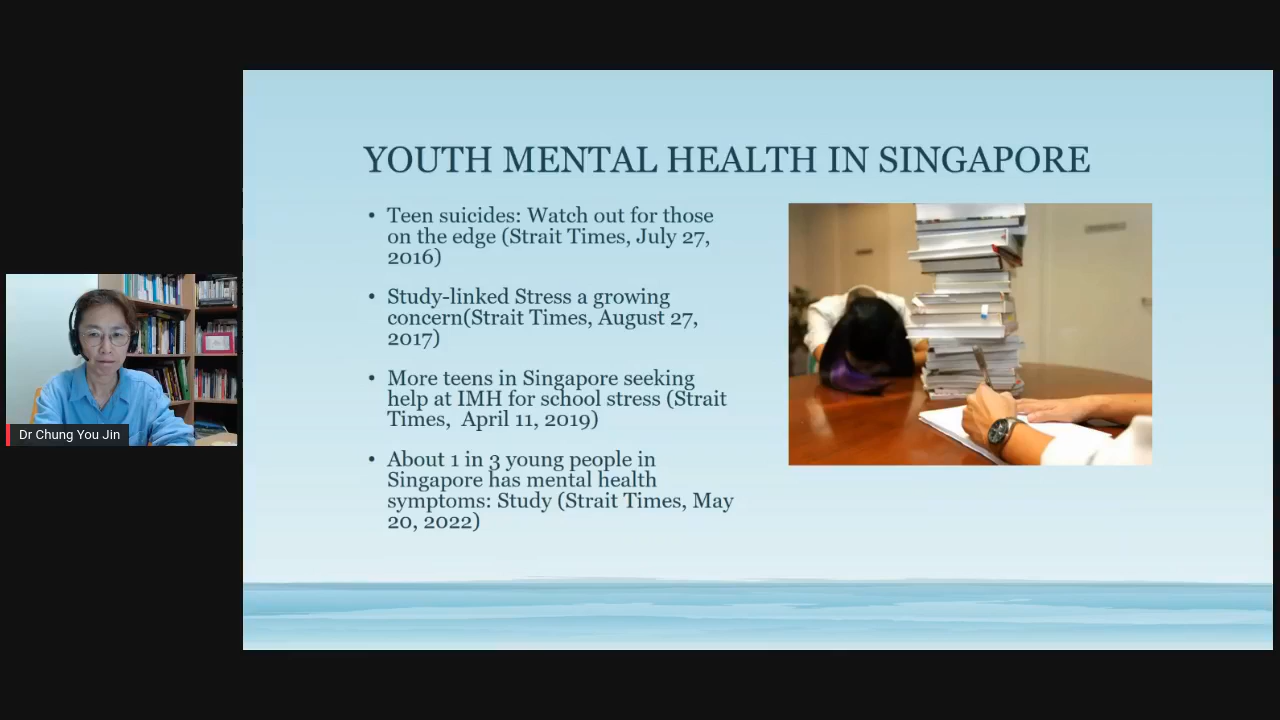 YOUTH MENTAL HEALTH IN SINGAPORE
• Teen suicides: Watch out for those
on the edge (Strait Times, July 27,
2016)
• Study-linked Stress a growing
concern(Strait Times, August 27,
2017)
• More teens in Singapore seeking
help at IMH for school stress (Strait
Times,  April 11, 2019)
• About 1 in 3 young people in
Singapore has mental health
symptoms: Study (Strait Times, May
20, 2022)
Dr Chung You Jin